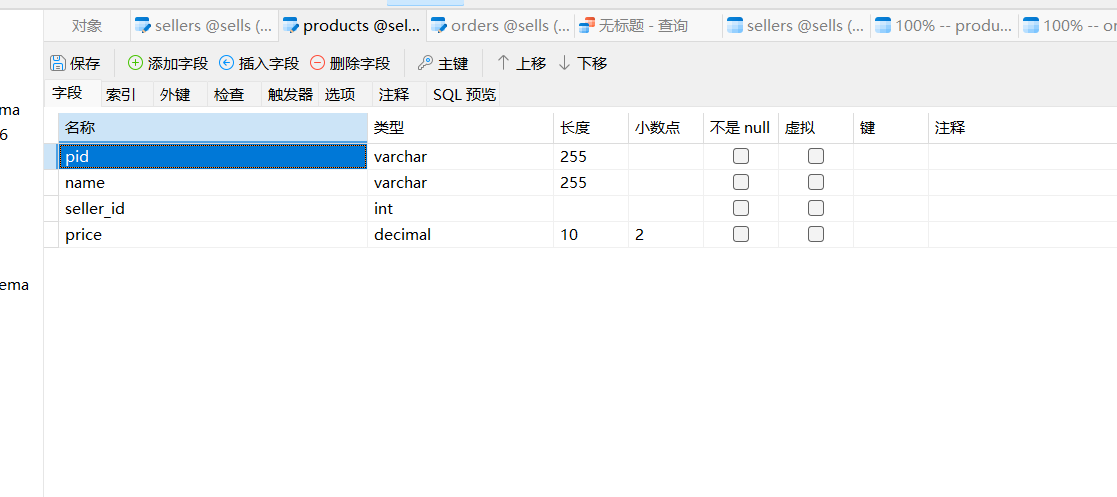 对象 sellers @sells (... products @sel... orders @sells (... 无标题 - 查询 sellers @sells (... 100% -- produ... 100% -- or
保存 添加字段 插入字段 删除字段 主键 上移 下移
字段 索引 外键 检查 触发器 选项 注释 SQL 预览
ma
6
ema
名称 类型 长度 小数点 不是 null 虚拟 键 注释
pid varchar 255
name varchar 255
seller_id int
price decimal 10 2